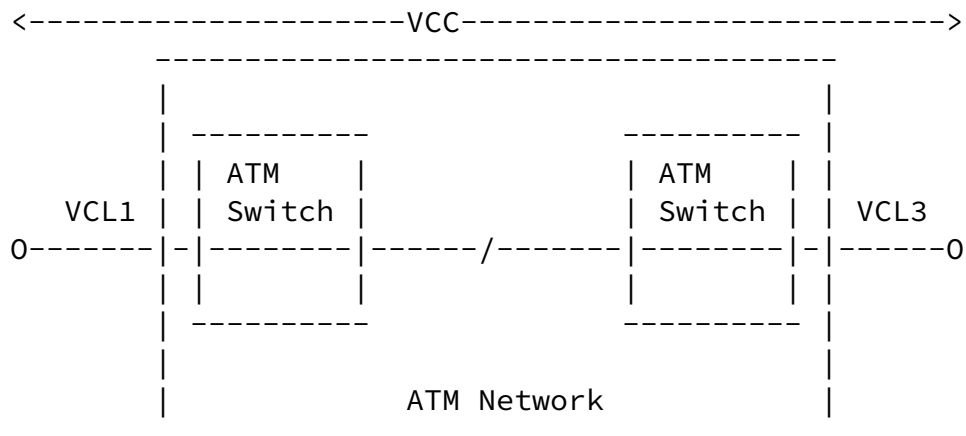 <---------------------VCC--------------------------->
ATM ATM
VCL1 Switch Switch VCL3
O O
ATM Network